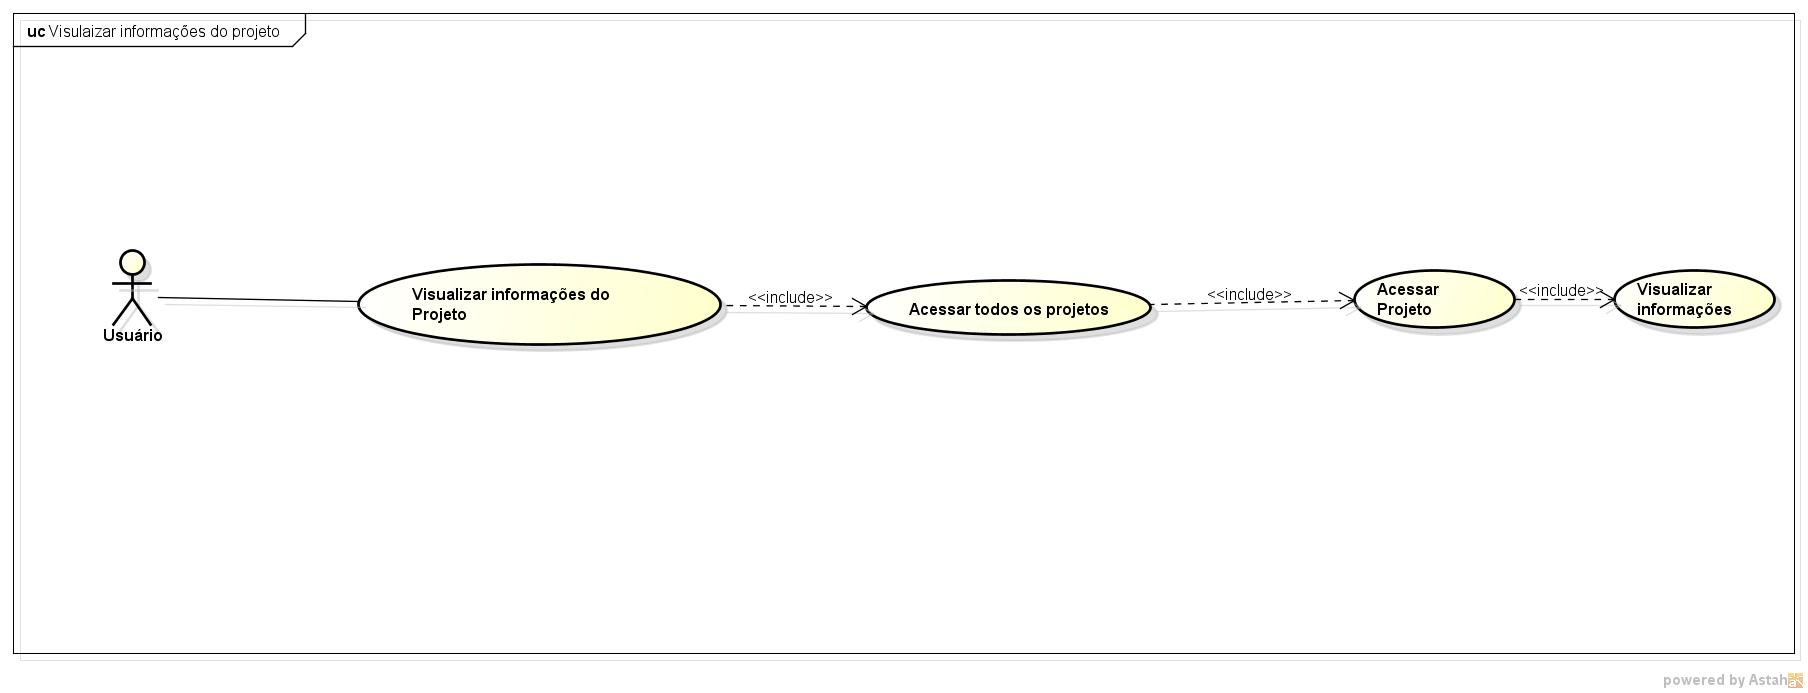 uc Visulaizar informações do projeto
Usuário
Visualizar informações do
Projeto
<<include>>
Acessar todos os projetos
<<include>>
Acessar
Projeto
<<include>>
Visualizar
informações
powered by Astah